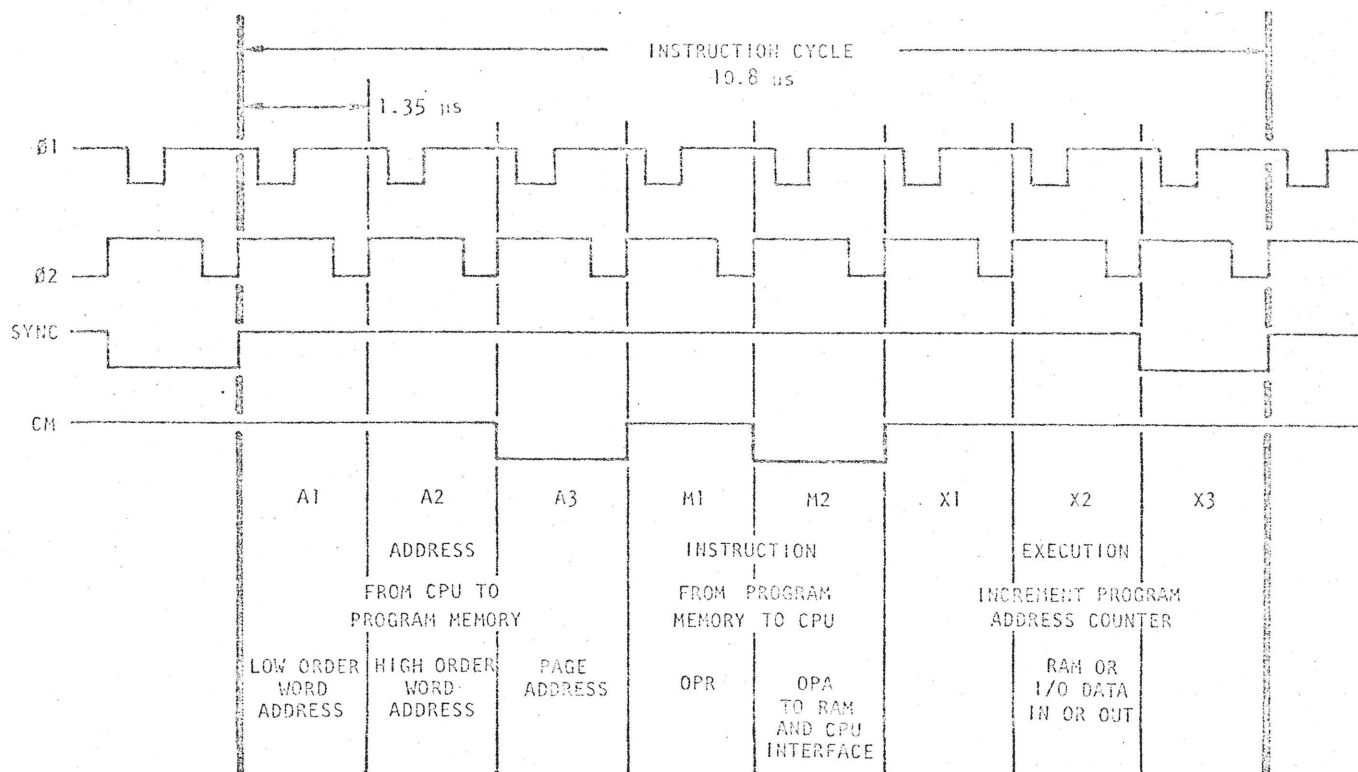 INSTRUCTION CYCLE
10.8 µs
1.35 µs
Ø1
Ø2
SYNC
CM
A1 A2 A3 M1 M2 X1 X2 X3
ADDRESS
FROM CPU TO
PROGRAM MEMORY
INSTRUCTION
FROM PROGRAM
MEMORY TO CPU
EXECUTION
INCREMENT PROGRAM
ADDRESS COUNTER
LOW ORDER
WORD
ADDRESS
HIGH ORDER
WORD
ADDRESS
PAGE
ADDRESS
OPR
OPA
TO RAM
AND CPU
INTERFACE
RAM OR
I/O DATA
IN OR OUT